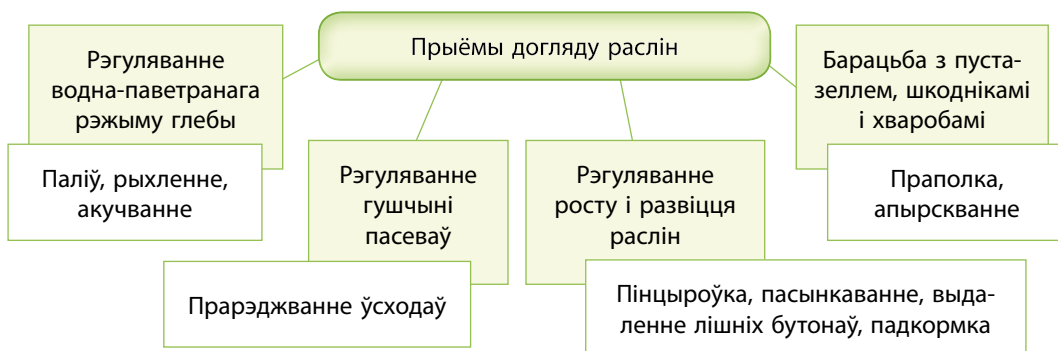 Прыёмы догляду раслін
Рэгуляванне
водна-паветранага
рэжыму глебы
Паліў, рыхленне,
акучванне
Рэгуляванне
гушчыні
пасеваў
Прарэджванне ўсходаў
Рэгуляванне
росту і развіцця
раслін
Пінцыроўка, пасынкаванне, выда-
ленне лішніх бутонаў, падкормка
Барацьба з пуста-
зеллем, шкоднікамі
і хваробамі
Праполка,
апырскванне